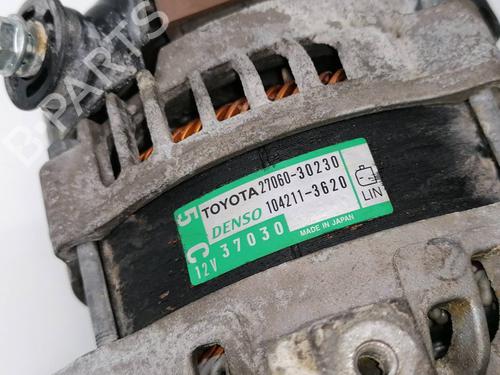 B-PARTS
5C
TOYOTA 27060-30230
DENSO 104211-3620
12V 37030
MADE IN JAPAN
LIN